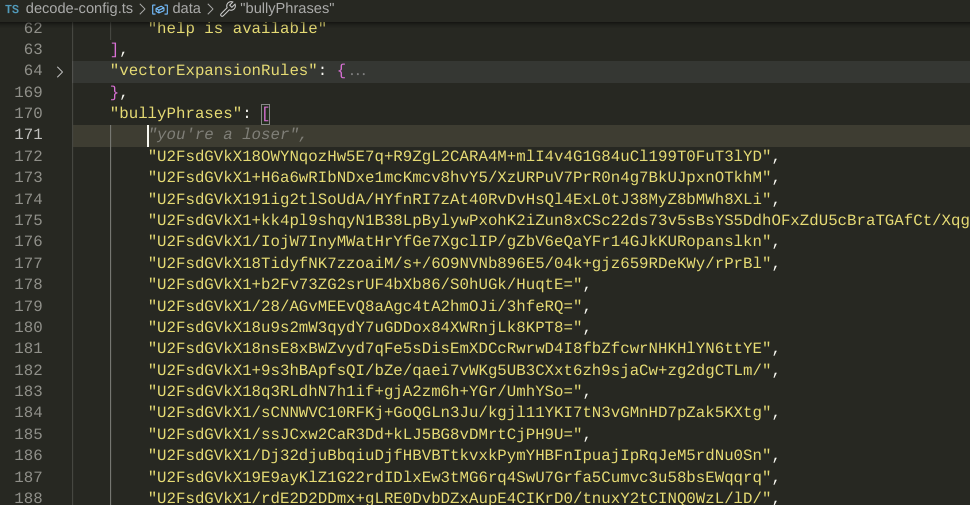 TS decode-config.ts > data > "bullyPhrases"
62 "help is available"
63 ],
64 > "vectorExpansionRules": {...
169 },
170 "bullyPhrases": [
171 "you're a loser",
172 "U2FsdGVkX18OWYNqozHw5E7q+R9ZgL2CARA4M+mlI4v4G1G84uCl199T0FuT3lYD",
173 "U2FsdGVkX1+H6a6wRIbNDxe1mcKmcv8hvY5/XzURPuV7PrR0n4g7BkUJpxnOTkhM",
174 "U2FsdGVkX191ig2tlSoUdA/HYfnRI7zAt40RvDvHsQl4ExL0tJ38MyZ8bMWh8XLi",
175 "U2FsdGVkX1+kk4pl9shqyN1B38LpBylywPxohK2iZun8xCSc22ds73v5sBsYS5DdhOFxZdU5cBraTGAfCt/Xqg
176 "U2FsdGVkX1/IojW7InyMWatHrYfGe7XgclIP/gZbV6eQaYFr14GJkKURopanslkn",
177 "U2FsdGVkX18TidyfNK7zzoaiM/s+/6O9NVNb896E5/04k+gjz659RDeKWy/rPrBl",
178 "U2FsdGVkX1+b2Fv73ZG2srUF4bXb86/S0hUGk/HuqtE=",
179 "U2FsdGVkX1/28/AGvMEEvQ8aAgc4tA2hmOJi/3hfeRQ=",
180 "U2FsdGVkX18u9s2mW3qydY7uGDDox84XWRnjLk8KPT8=",
181 "U2FsdGVkX18nsE8xBWZvyd7qFe5sDisEmXDCcRwrwD4I8fbZfcwrNHKHlYN6ttYE",
182 "U2FsdGVkX1+9s3hBApfsQI/bZe/qaei7vWKg5UB3CXxt6zh9sjaCw+zg2dgCTLm/",
183 "U2FsdGVkX18q3RLdhN7h1if+gjA2zm6h+YGr/UmhYSo=",
184 "U2FsdGVkX1/sCNNWVC10RFKj+GoQGLn3Ju/kgjl11YKI7tN3vGMnHD7pZak5KXtg",
185 "U2FsdGVkX1/ssJCxw2CaR3Dd+kLJ5BG8vDMrtCjPH9U=",
186 "U2FsdGVkX1/Dj32djuBbqiuDjfHBVBTtkvxkPymYHBFnIpuajIpRqJeM5rdNu0Sn",
187 "U2FsdGVkX19E9ayKlZ1G22rdIDlxEw3tMG6rq4SwU7Grfa5Cumvc3u58bsEWqqrq",
188 "U2FsdGVkX1/rdE2D2DDmx+gLRE0DvbDZxAupE4CIKrD0/tnuxY2tCINQ0WzL/lD/",